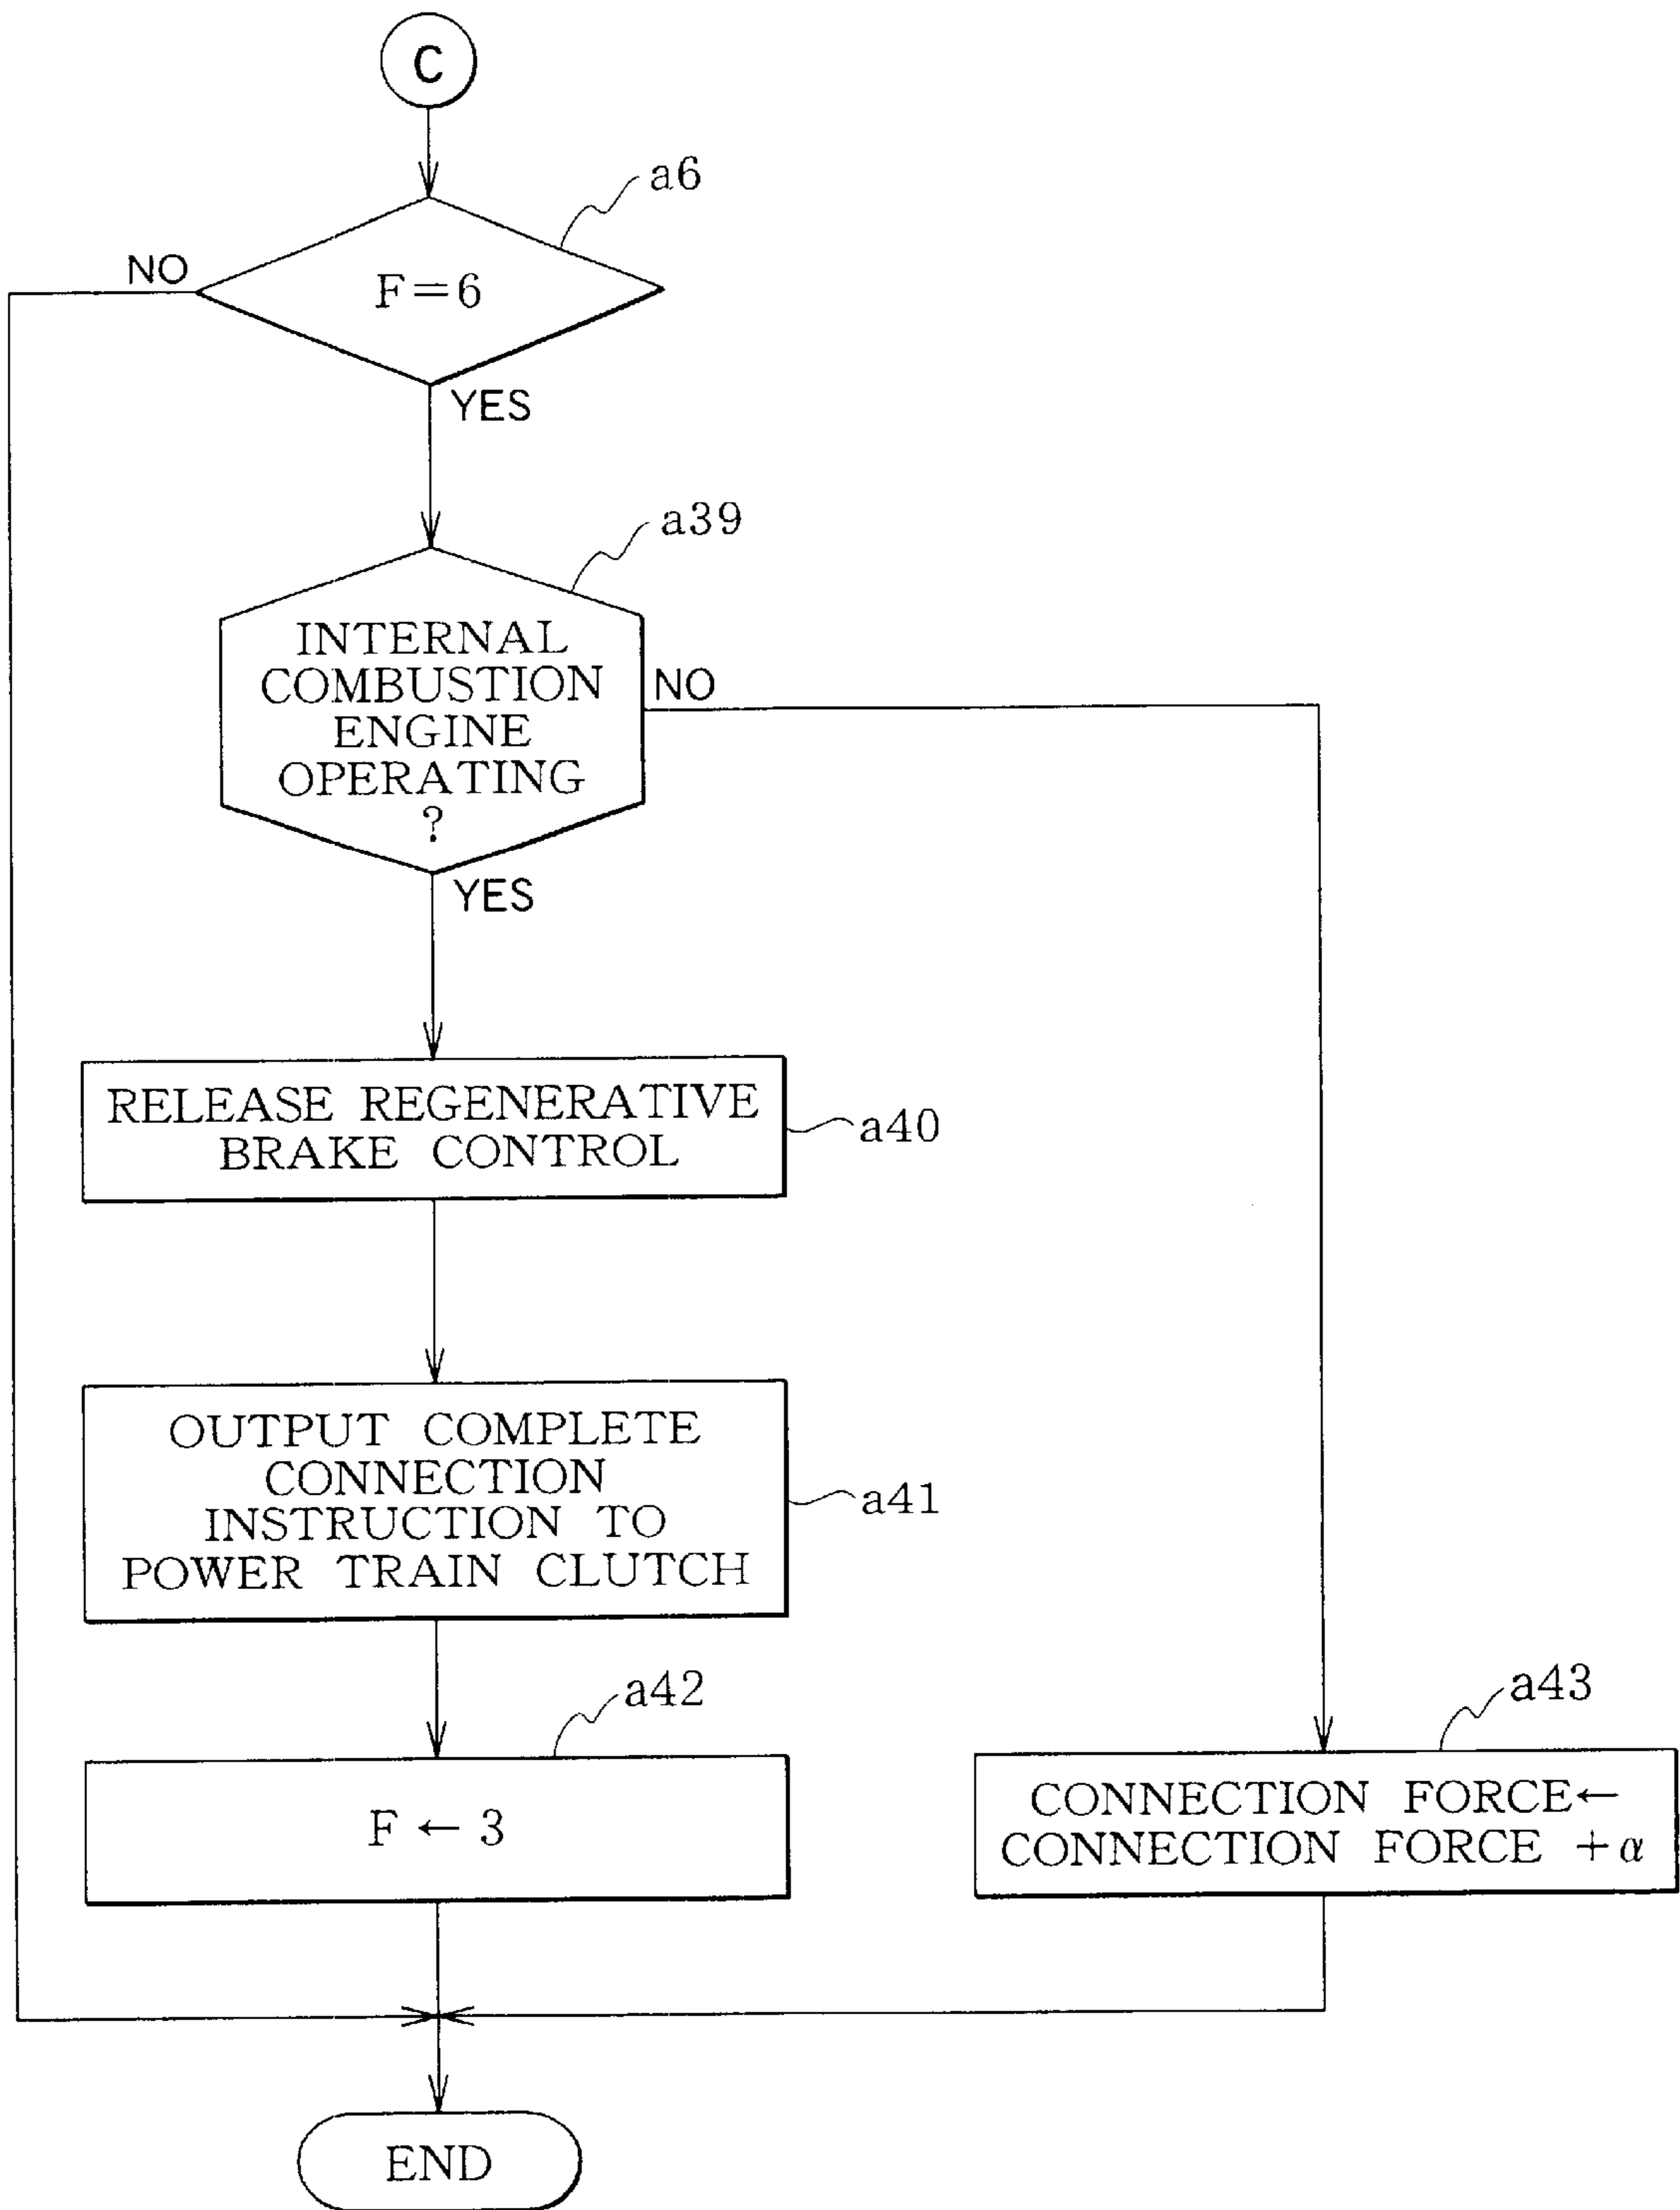 C
a6
NO
F=6
YES
a39
INTERNAL
COMBUSTION
ENGINE
OPERATING
?
NO
YES
RELEASE REGENERATIVE
BRAKE CONTROL
a40
OUTPUT COMPLETE
CONNECTION
INSTRUCTION TO
POWER TRAIN CLUTCH
a41
a42
F ← 3
a43
CONNECTION FORCE←
CONNECTION FORCE +α
END